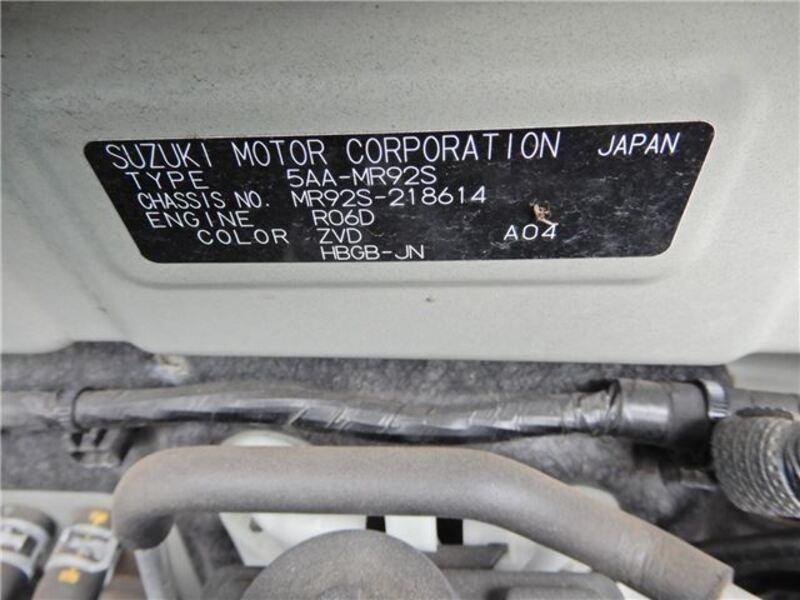 SUZUKI MOTOR CORPORATION JAPAN
TYPE 5AA-MR92S
CHASSIS NO. MR92S-218614
ENGINE R06D
COLOR ZVD A04
HBGB-JN